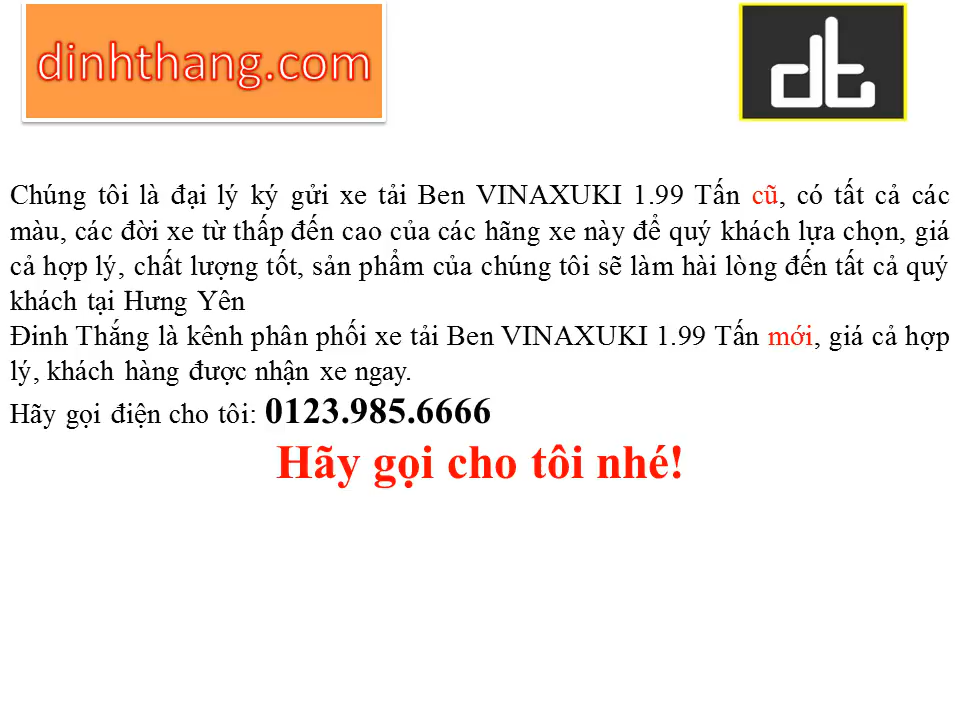 dinhthang.com
dt
Chúng tôi là đại lý ký gửi xe tải Ben VINAXUKI 1.99 Tấn cũ, có tất cả các
màu, các đời xe từ thấp đến cao của các hãng xe này để quý khách lựa chọn, giá
cả hợp lý, chất lượng tốt, sản phẩm của chúng tôi sẽ làm hài lòng đến tất cả quý
khách tại Hưng Yên
Đinh Thắng là kênh phân phối xe tải Ben VINAXUKI 1.99 Tấn mới, giá cả hợp
lý, khách hàng được nhận xe ngay.
Hãy gọi điện cho tôi: 0123.985.6666
Hãy gọi cho tôi nhé!